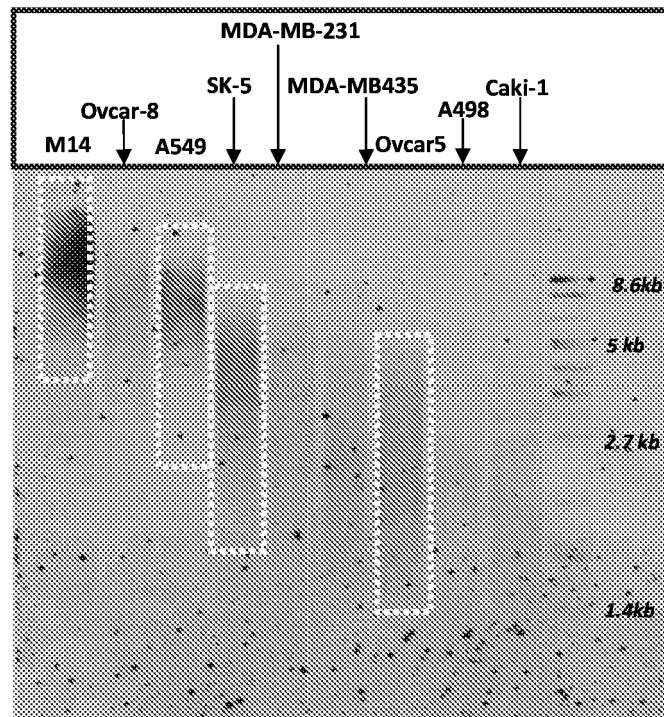 MDA-MB-231
SK-5
MDA-MB435
Caki-1
Ovcar-8
A498
M14
A549
Ovcar5
8.6kb
5 kb
2.7 kb
1.4kb